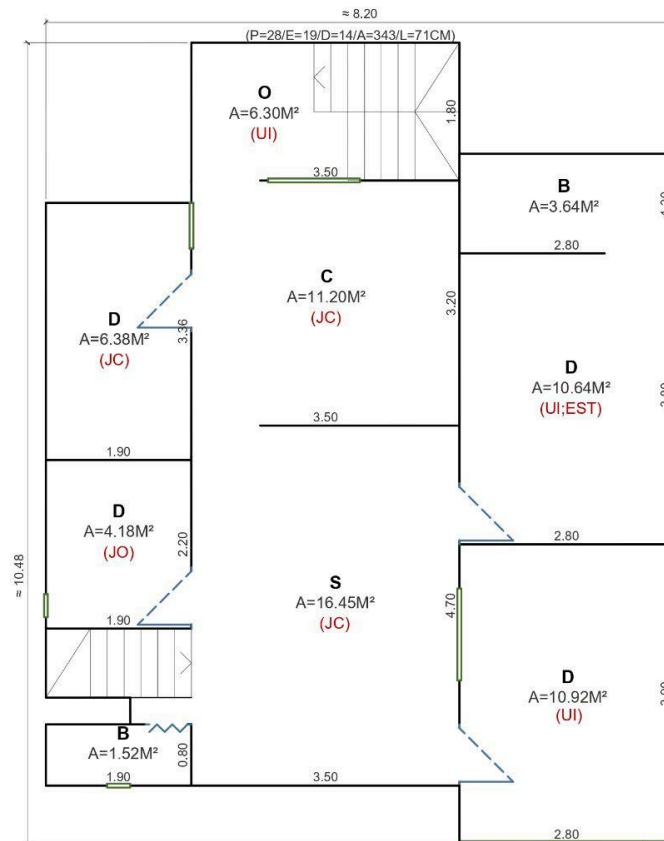 ≈ 8.20
(P=28/E=19/D=14/A=343/L=71CM)
O
A=6.30M²
(UI)
1.80
3.50
B
A=3.64M²
2.80
C
A=11.20M²
(JC)
3.20
D
A=6.38M²
(JC)
3.36
D
A=10.64M²
(UI;EST)
3.50
1.90
D
A=4.18M²
(JO)
2.20
2.80
≈ 10.48
S
A=16.45M²
(JC)
4.70
1.90
D
A=10.92M²
(UI)
B
A=1.52M²
0.80
1.90
3.50
2.80